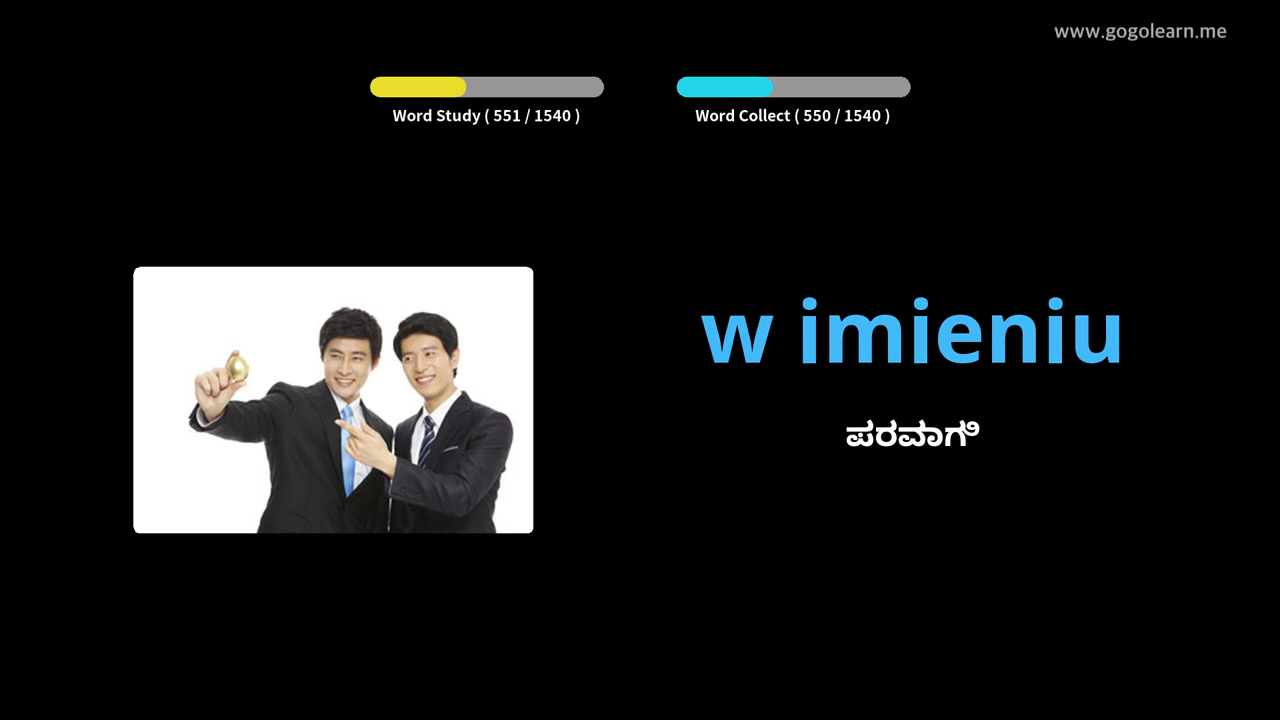 www.gogolearn.me
Word Study ( 551 / 1540 )
Word Collect ( 550 / 1540 )
w imieniu
ಪರವಾಗಿ